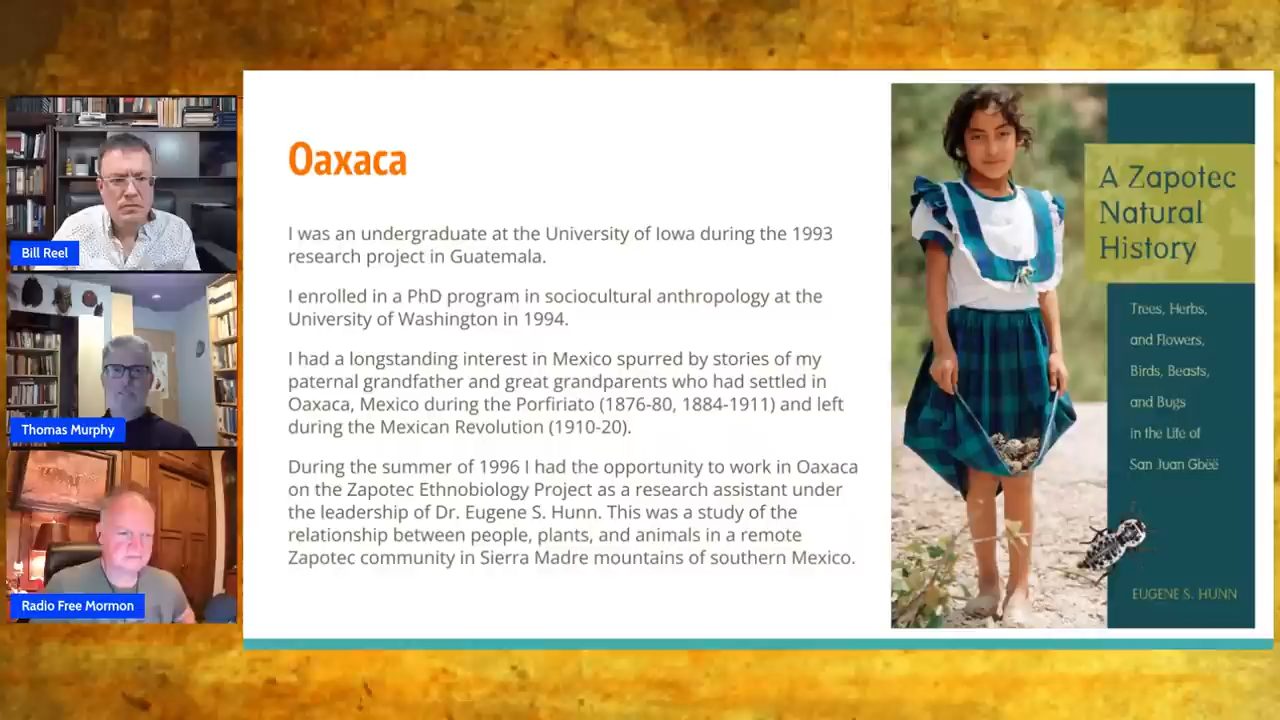 Bill Reel
Thomas Murphy
Radio Free Mormon
Oaxaca
I was an undergraduate at the University of Iowa during the 1993
research project in Guatemala.
I enrolled in a PhD program in sociocultural anthropology at the
University of Washington in 1994.
I had a longstanding interest in Mexico spurred by stories of my
paternal grandfather and great grandparents who had settled in
Oaxaca, Mexico during the Porfiriato (1876-80, 1884-1911) and left
during the Mexican Revolution (1910-20).
During the summer of 1996 I had the opportunity to work in Oaxaca
on the Zapotec Ethnobiology Project as a research assistant under
the leadership of Dr. Eugene S. Hunn. This was a study of the
relationship between people, plants, and animals in a remote
Zapotec community in Sierra Madre mountains of southern Mexico.
A Zapotec
Natural
History
Trees, Herbs,
and Flowers,
Birds, Beasts,
and Bugs
in the Life of
San Juan Gbëë
EUGENE S. HUNN